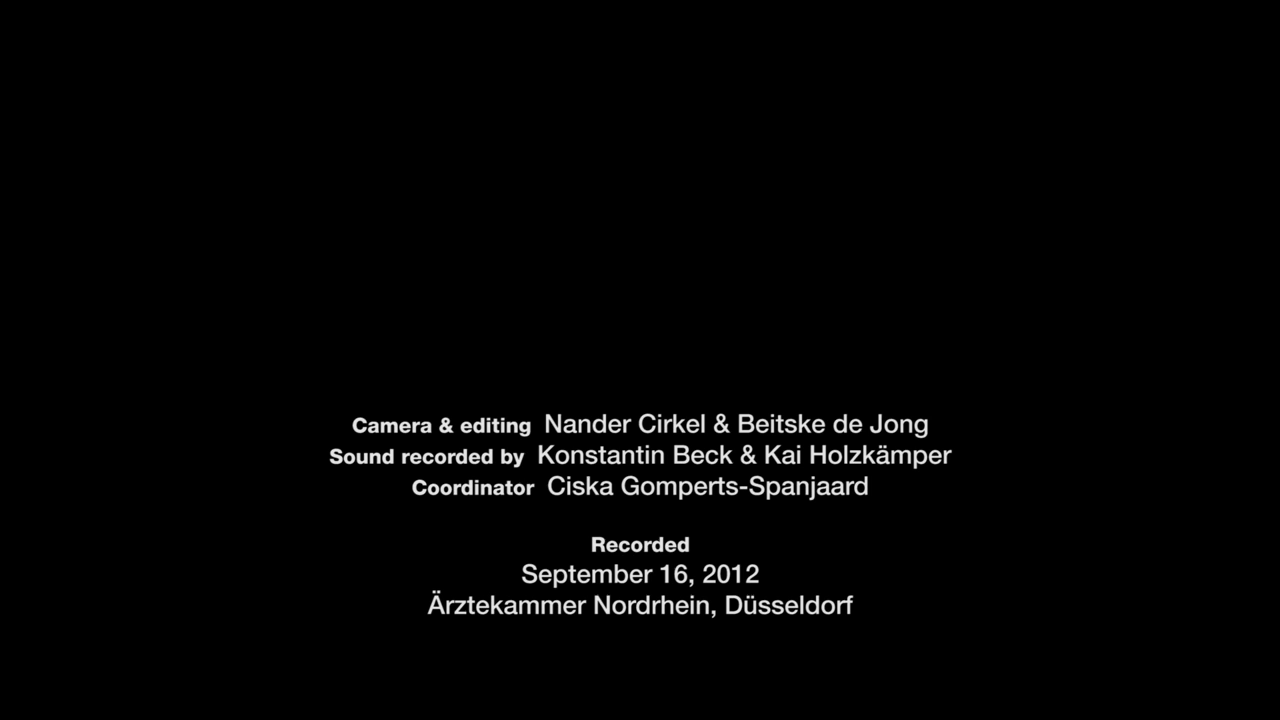 Camera & editing Nander Cirkel & Beitske de Jong
Sound recorded by Konstantin Beck & Kai Holzkämper
Coordinator Ciska Gomperts-Spanjaard
Recorded
September 16, 2012
Ärztekammer Nordrhein, Düsseldorf